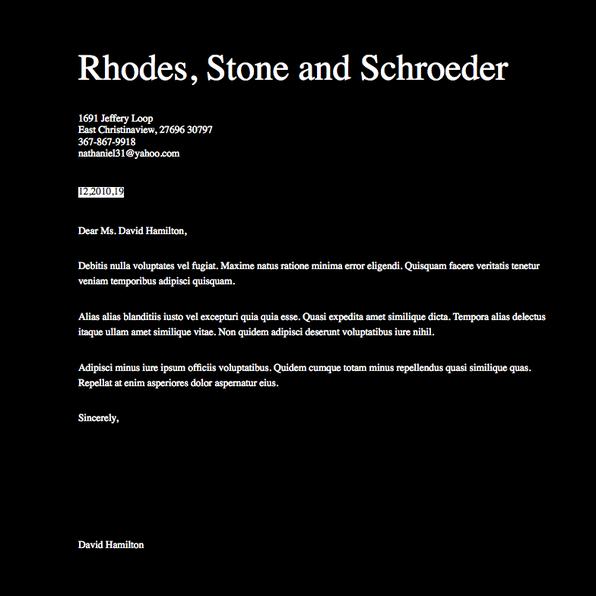 Rhodes, Stone and Schroeder
1691 Jeffery Loop
East Christinaview, 27696 30797
367-867-9918
nathaniel31@yahoo.com
12,2010,19
Dear Ms. David Hamilton,
Debitis nulla voluptates vel fugiat. Maxime natus ratione minima error eligendi. Quisquam facere veritatis tenetur
veniam temporibus adipisci quisquam.
Alias alias blanditiis iusto vel excepturi quia quia esse. Quasi expedita amet similique dicta. Tempora alias delectus
itaque ullam amet similique vitae. Non quidem adipisci deserunt voluptatibus iure nihil.
Adipisci minus iure ipsum officiis voluptatibus. Quidem cumque totam minus repellendus quasi similique quas.
Repellat at enim asperiores dolor aspernatur eius.
Sincerely,
David Hamilton